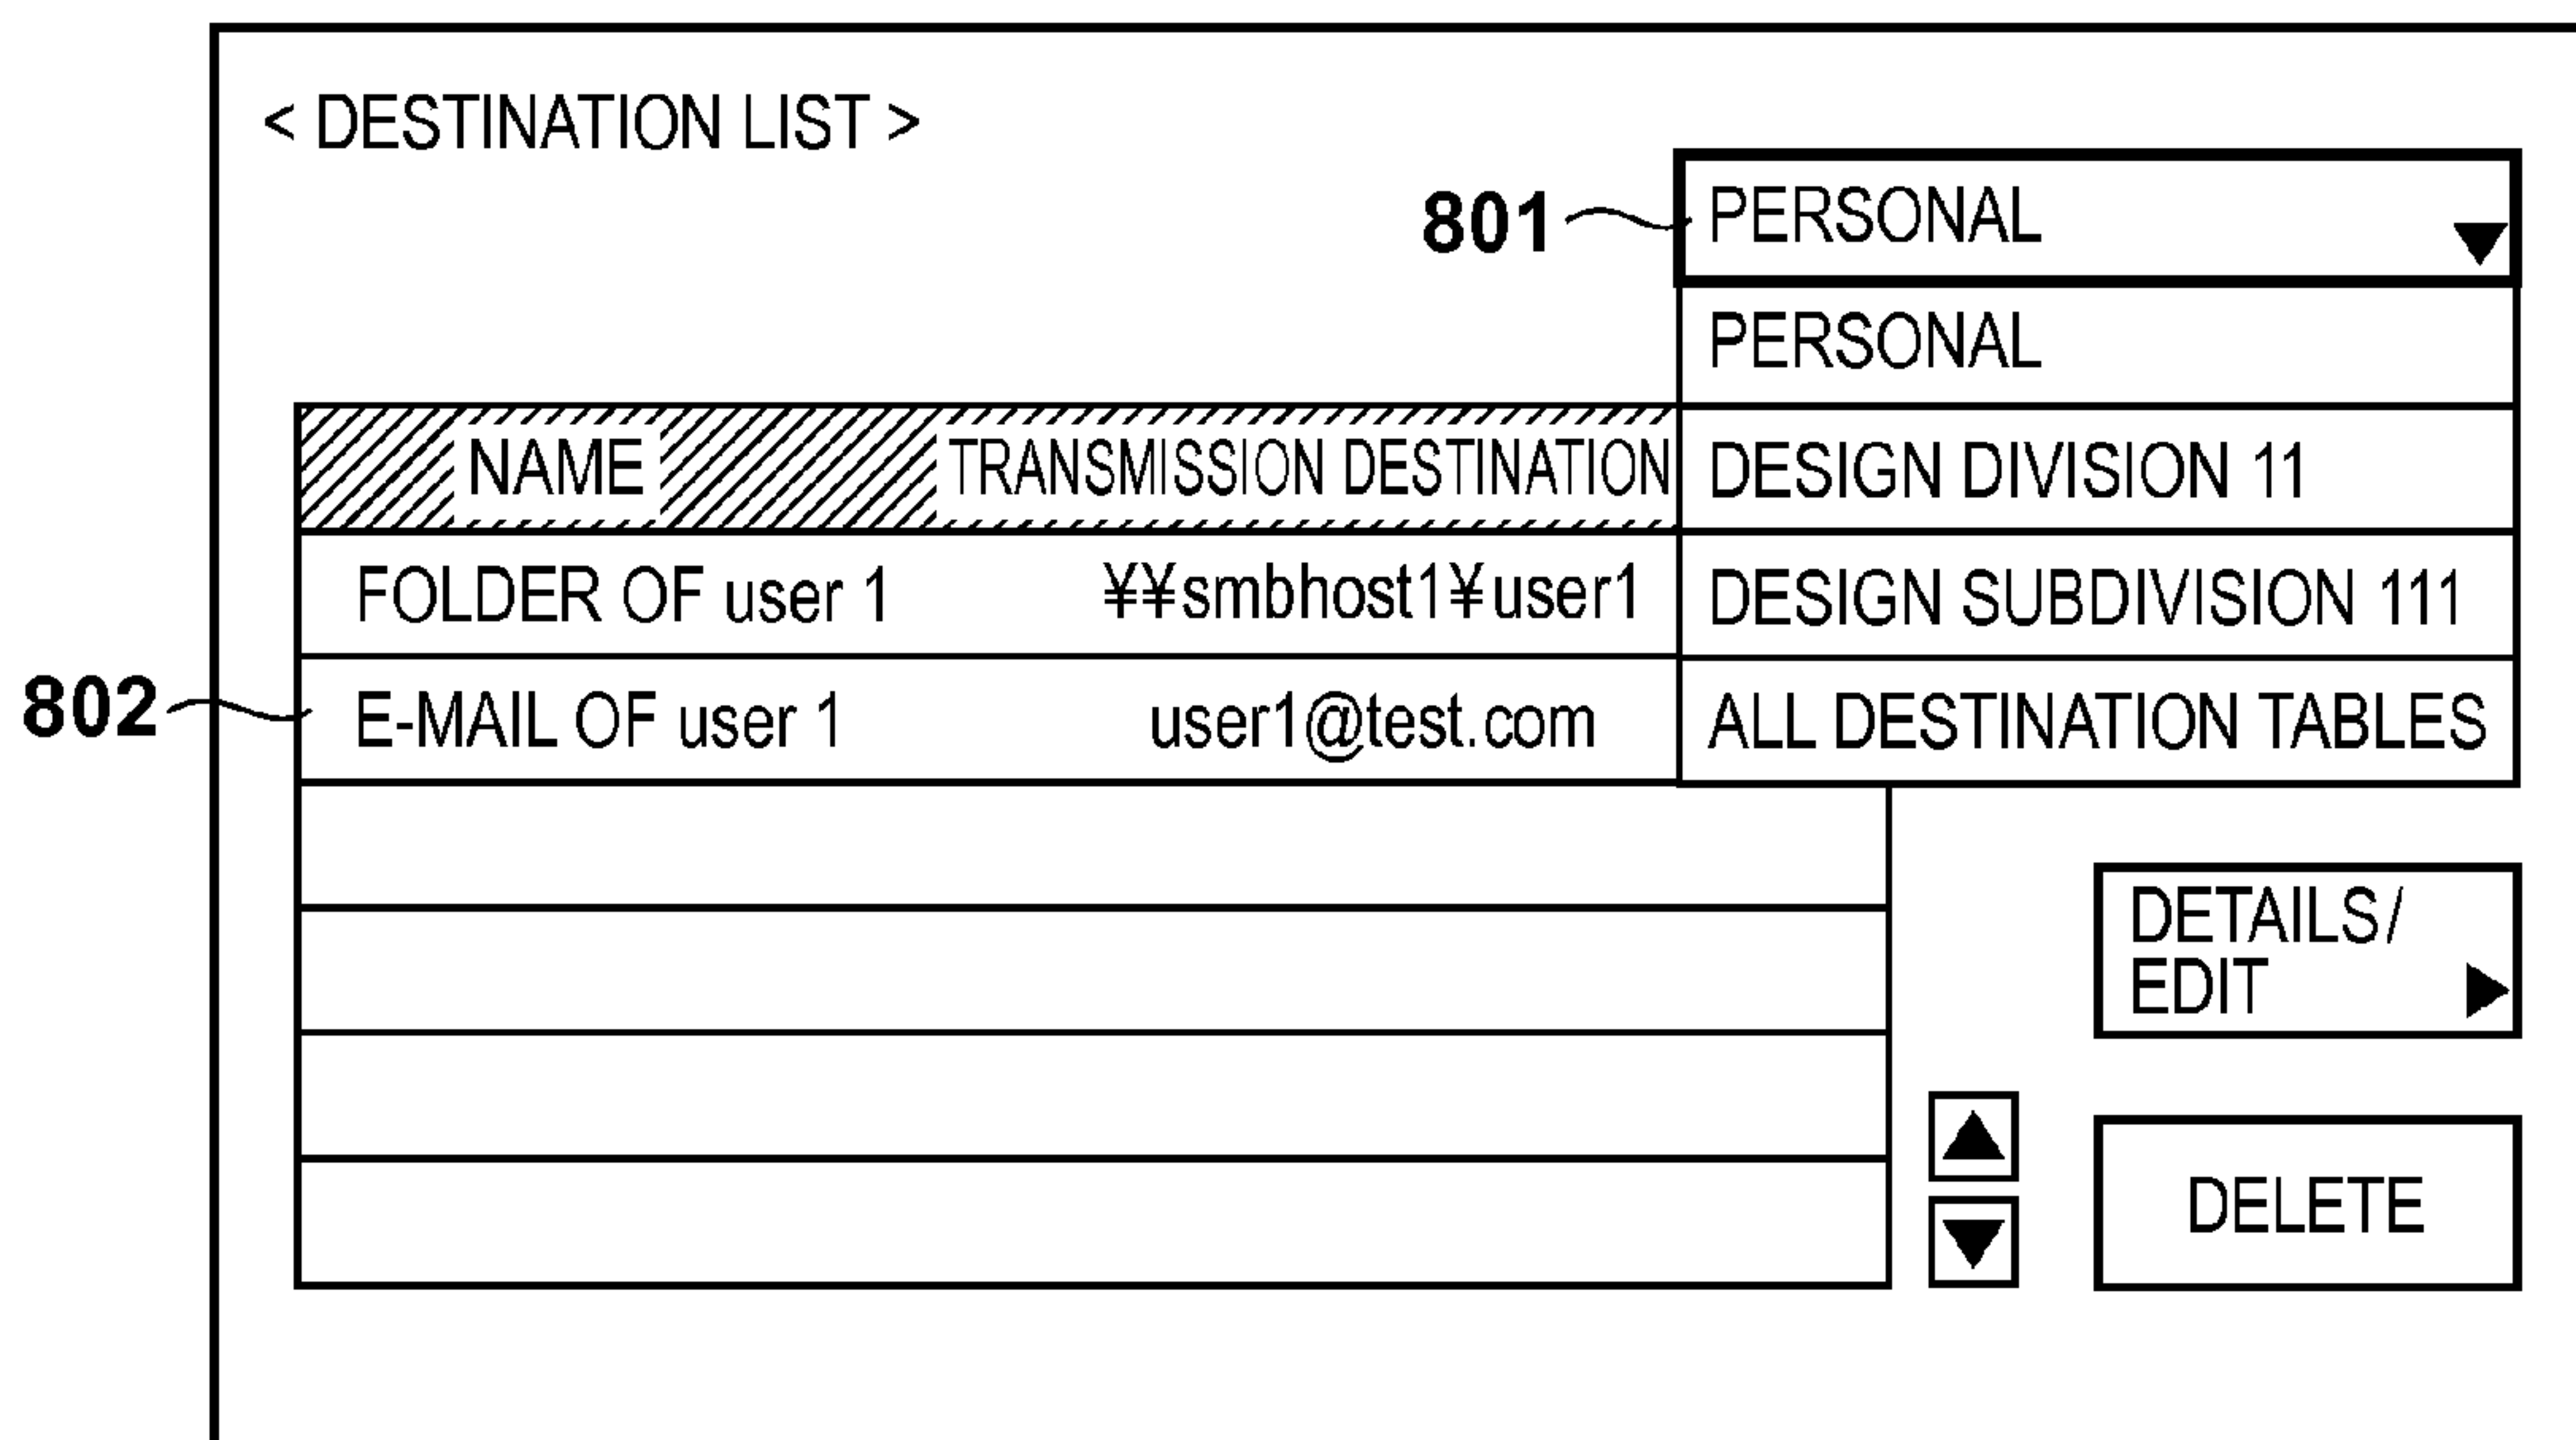 < DESTINATION LIST >
801 PERSONAL
PERSONAL
NAME TRANSMISSION DESTINATION DESIGN DIVISION 11
FOLDER OF user 1 ¥¥smbhost1¥user1 DESIGN SUBDIVISION 111
802 E-MAIL OF user 1 user1@test.com ALL DESTINATION TABLES
DETAILS/
EDIT
DELETE